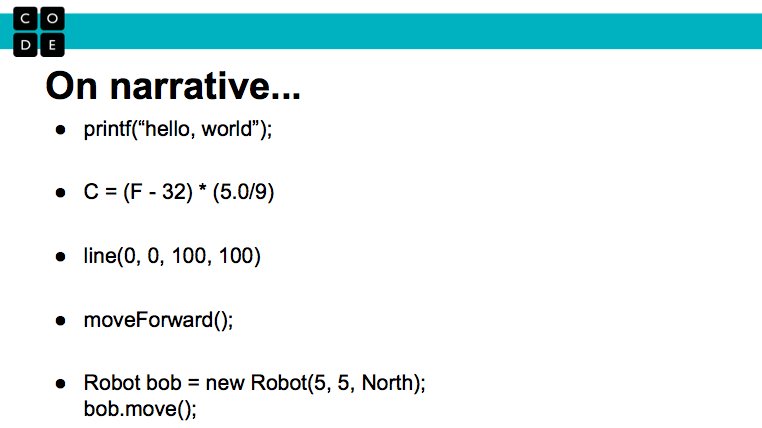 C O
D E
On narrative...
● printf(“hello, world”);
● C = (F - 32) * (5.0/9)
● line(0, 0, 100, 100)
● moveForward();
● Robot bob = new Robot(5, 5, North);
bob.move();